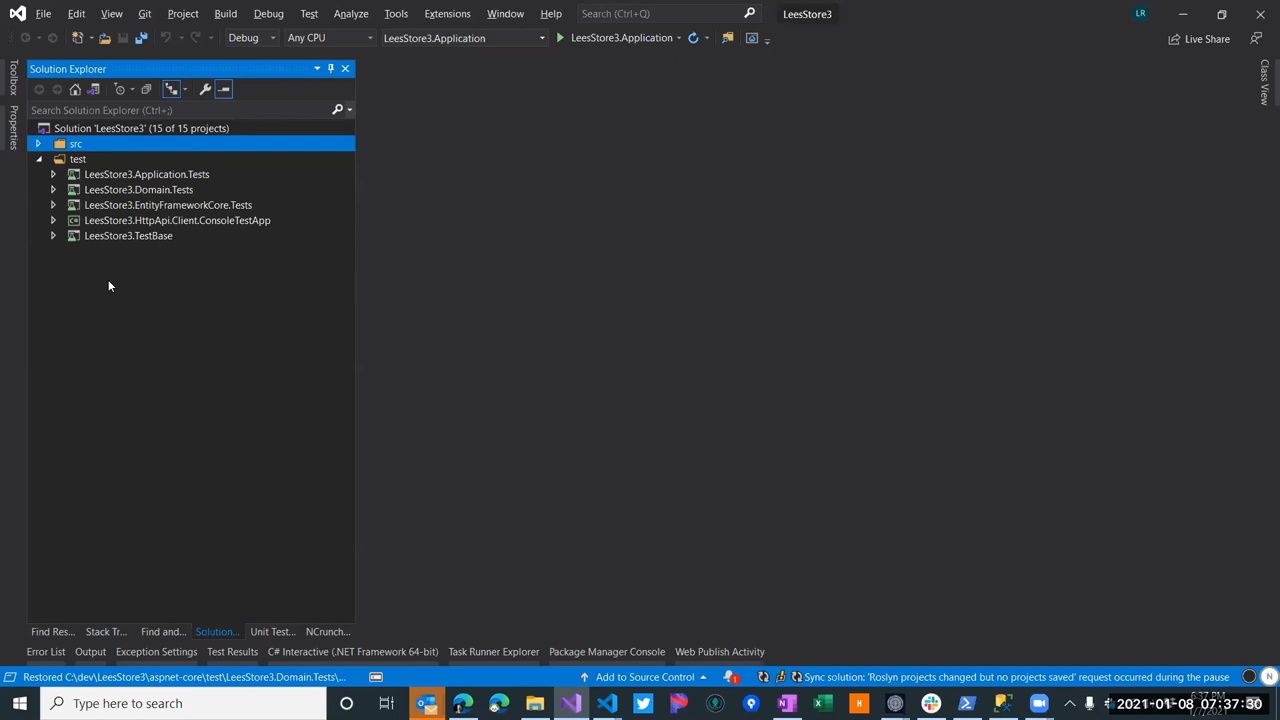 File Edit View Git Project Build Debug Test Analyze Tools Extensions Window Help Search (Ctrl+Q) LeesStore3 LR
Debug Any CPU LeesStore3.Application LeesStore3.Application Live Share
Toolbox
Properties
Class View
Solution Explorer
Search Solution Explorer (Ctrl+;)
Solution 'LeesStore3' (15 of 15 projects)
src
test
LeesStore3.Application.Tests
LeesStore3.Domain.Tests
LeesStore3.EntityFrameworkCore.Tests
LeesStore3.HttpApi.Client.ConsoleTestApp
LeesStore3.TestBase
Find Res... Stack Tr... Find and... Solution... Unit Test... NCrunch...
Error List Output Exception Settings Test Results C# Interactive (.NET Framework 64-bit) Task Runner Explorer Package Manager Console Web Publish Activity
Restored C:\dev\LeesStore3\aspnet-core\test\LeesStore3.Domain.Tests\... Add to Source Control 1 Sync solution: "Roslyn projects changed but no projects saved" request occurred during the pause
Type here to search
2021-01-08 07:37:30